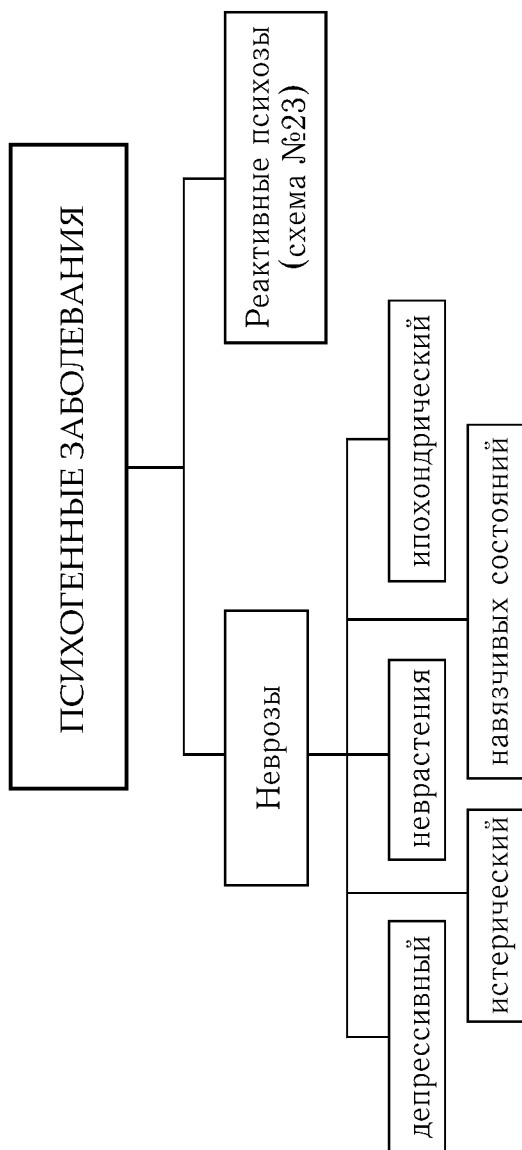 ПСИХОГЕННЫЕ ЗАБОЛЕВАНИЯ
Неврозы
Реактивные психозы
(схема №23)
депрессивный
неврастения
ипохондрический
истерический
навязчивых состояний